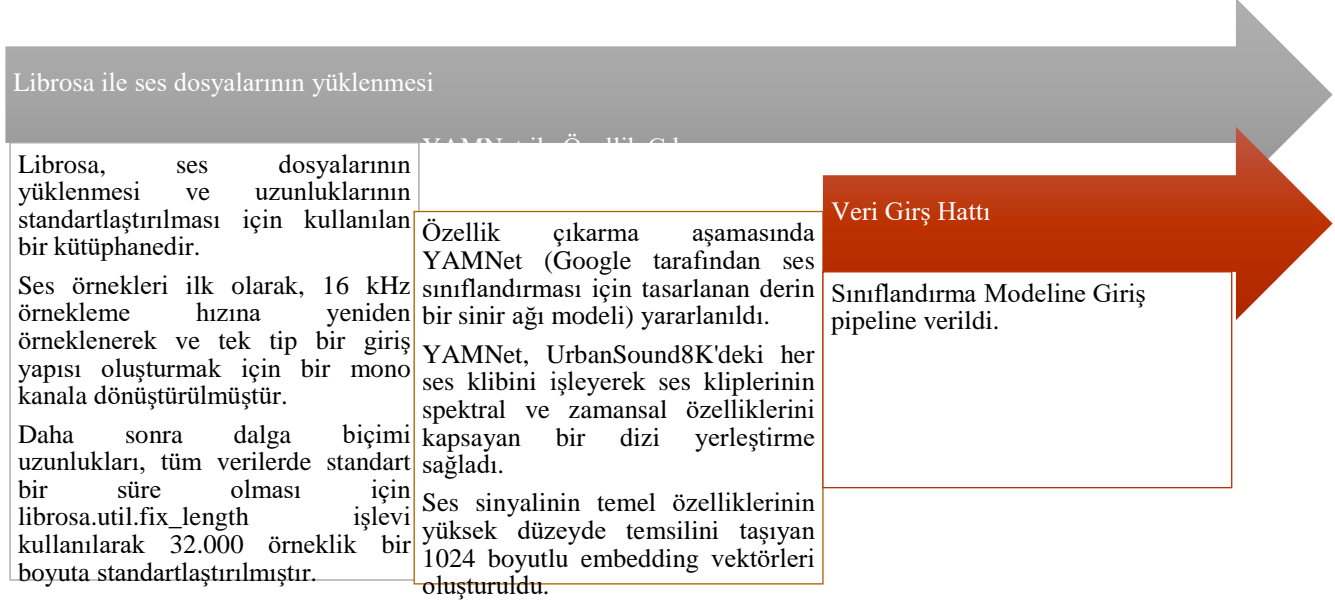 Librosa ile ses dosyalarının yüklenmesi
Librosa, ses dosyalarının
yüklenmesi ve uzunluklarının
standartlaştırılması için kullanılan
bir kütüphanedir.
Ses örnekleri ilk olarak, 16 kHz
örnekleme hızına yeniden
örneklenerek ve tek tip bir giriş
yapısı oluşturmak için bir mono
kanala dönüştürülmüştür.
Daha sonra dalga biçimi
uzunlukları, tüm verilerde standart
bir süre olması için
librosa.util.fix_length işlevi
kullanılarak 32.000 örneklik bir
boyuta standartlaştırılmıştır.
YAMNet ile Özellik
Özellik çıkarma aşamasında
YAMNet (Google tarafından ses
sınıflandırması için tasarlanan derin
bir sinir ağı modeli) yararlanıldı.
YAMNet, UrbanSound8K'deki her
ses klibini işleyerek ses kliplerinin
spektral ve zamansal özelliklerini
kapsayan bir dizi yerleştirme
sağladı.
Ses sinyalinin temel özelliklerinin
yüksek düzeyde temsilini taşıyan
1024 boyutlu embedding vektörleri
oluşturuldu.
Veri Girş Hattı
Sınıflandırma Modeline Giriş
pipeline verildi.